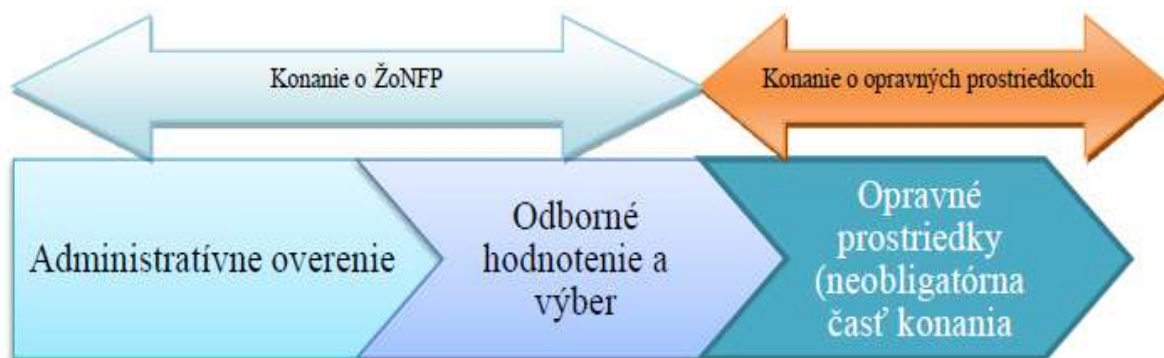 Konanie o ŽoNFP
Konanie o opravných prostriedkoch
Administratívne overenie
Odborné
hodnotenie a
výber
Opravné
prostriedky
(neobligatórna
časť konania